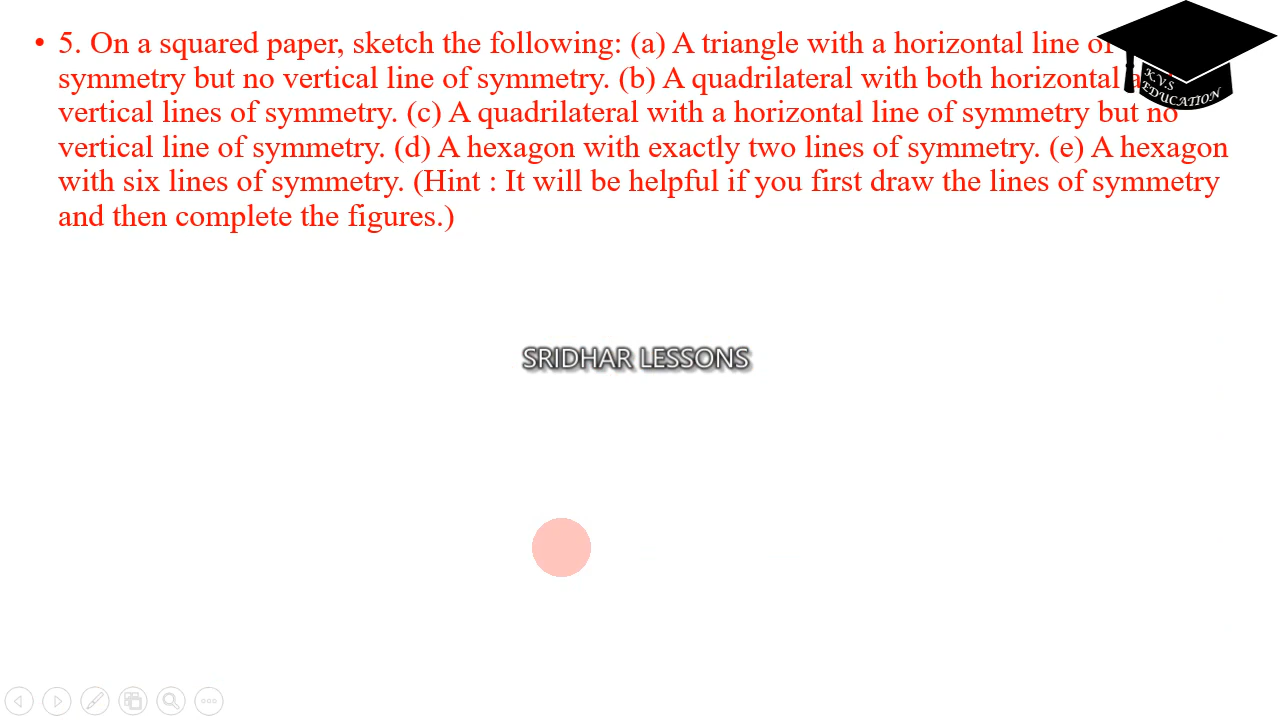 • 5. On a squared paper, sketch the following: (a) A triangle with a horizontal line of
symmetry but no vertical line of symmetry. (b) A quadrilateral with both horizontal
vertical lines of symmetry. (c) A quadrilateral with a horizontal line of symmetry but no
vertical line of symmetry. (d) A hexagon with exactly two lines of symmetry. (e) A hexagon
with six lines of symmetry. (Hint : It will be helpful if you first draw the lines of symmetry
and then complete the figures.)
K.V.S
EDUCATION
SRIDHAR LESSONS